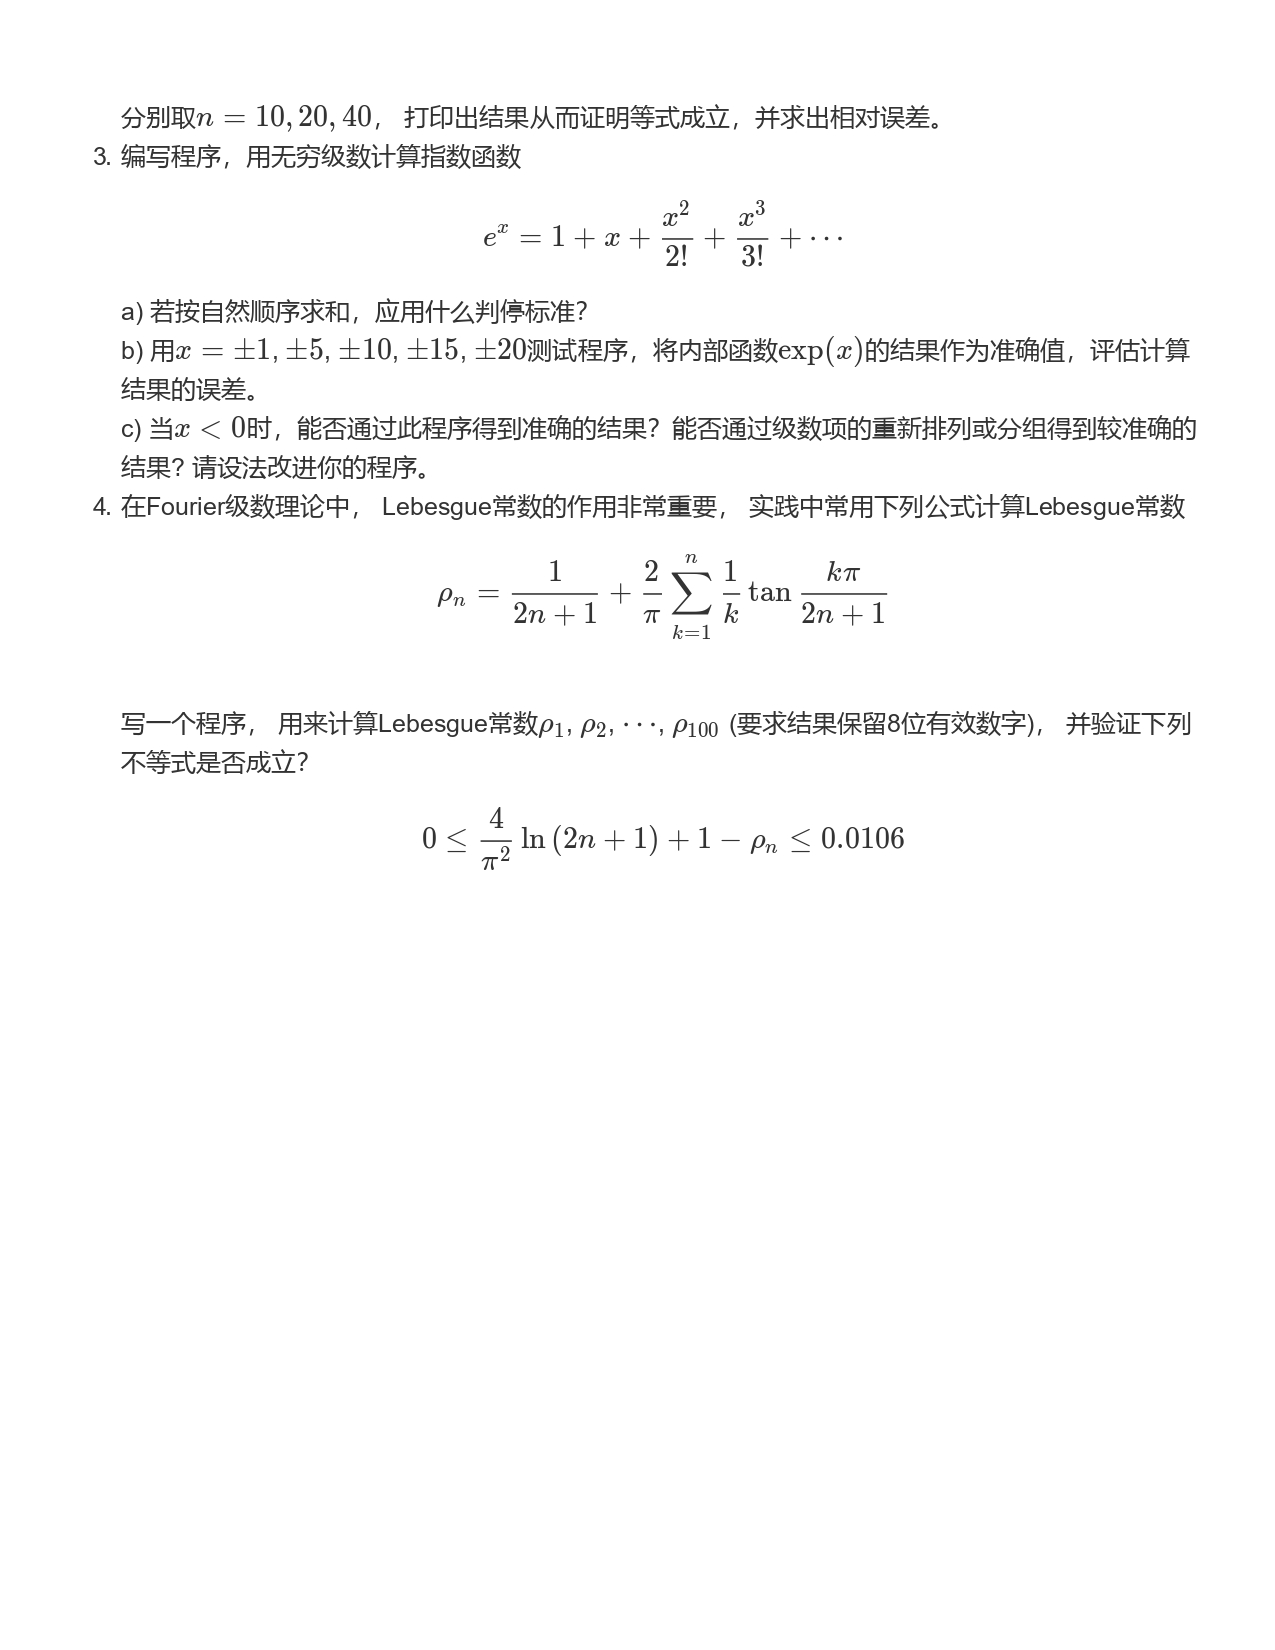 分别取$n = 10, 20, 40$， 打印出结果从而证明等式成立，并求出相对误差。
3. 编写程序，用无穷级数计算指数函数
$$e^x = 1 + x + \frac{x^2}{2!} + \frac{x^3}{3!} + \cdots$$
a) 若按自然顺序求和，应用什么判停标准？
b) 用$x = \pm 1, \pm 5, \pm 10, \pm 15, \pm 20$测试程序，将内部函数$\exp(x)$的结果作为准确值，评估计算
结果的误差。
c) 当$x < 0$时，能否通过此程序得到准确的结果？能否通过级数项的重新排列或分组得到较准确的
结果? 请设法改进你的程序。
4. 在Fourier级数理论中， Lebesgue常数的作用非常重要， 实践中常用下列公式计算Lebesgue常数
$$\rho_n = \frac{1}{2n+1} + \frac{2}{\pi} \sum_{k=1}^{n} \frac{1}{k} \tan \frac{k\pi}{2n+1}$$
写一个程序， 用来计算Lebesgue常数$\rho_1, \rho_2, \cdots, \rho_{100}$ (要求结果保留8位有效数字)， 并验证下列
不等式是否成立？
$$0 \leq \frac{4}{\pi^2} \ln(2n+1) + 1 - \rho_n \leq 0.0106$$